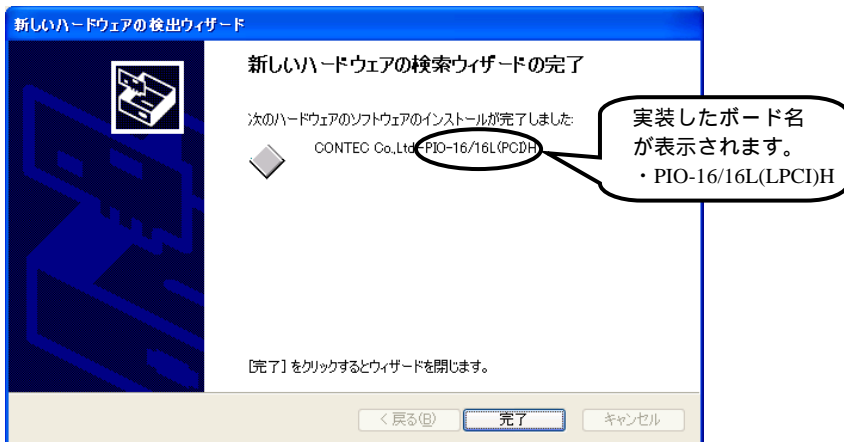 新しいハードウェアの検出ウィザード
新しいハードウェアの検索ウィザードの完了
次のハードウェアのソフトウェアのインストールが完了しました:
CONTEC Co.,Ltd PIO-16/16L(PCI)H
実装したボード名
が表示されます。
・PIO-16/16L(LPCI)H
[完了] をクリックするとウィザードを閉じます。
< 戻る(B)
完了
キャンセル